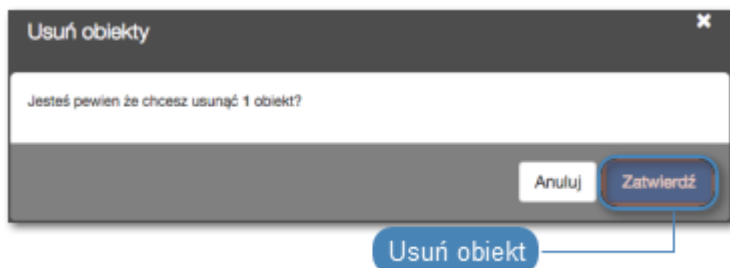 Usuń obiekty
Jesteś pewien że chcesz usunąć 1 obiekt?
Anuluj Zatwierdź
Usuń obiekt